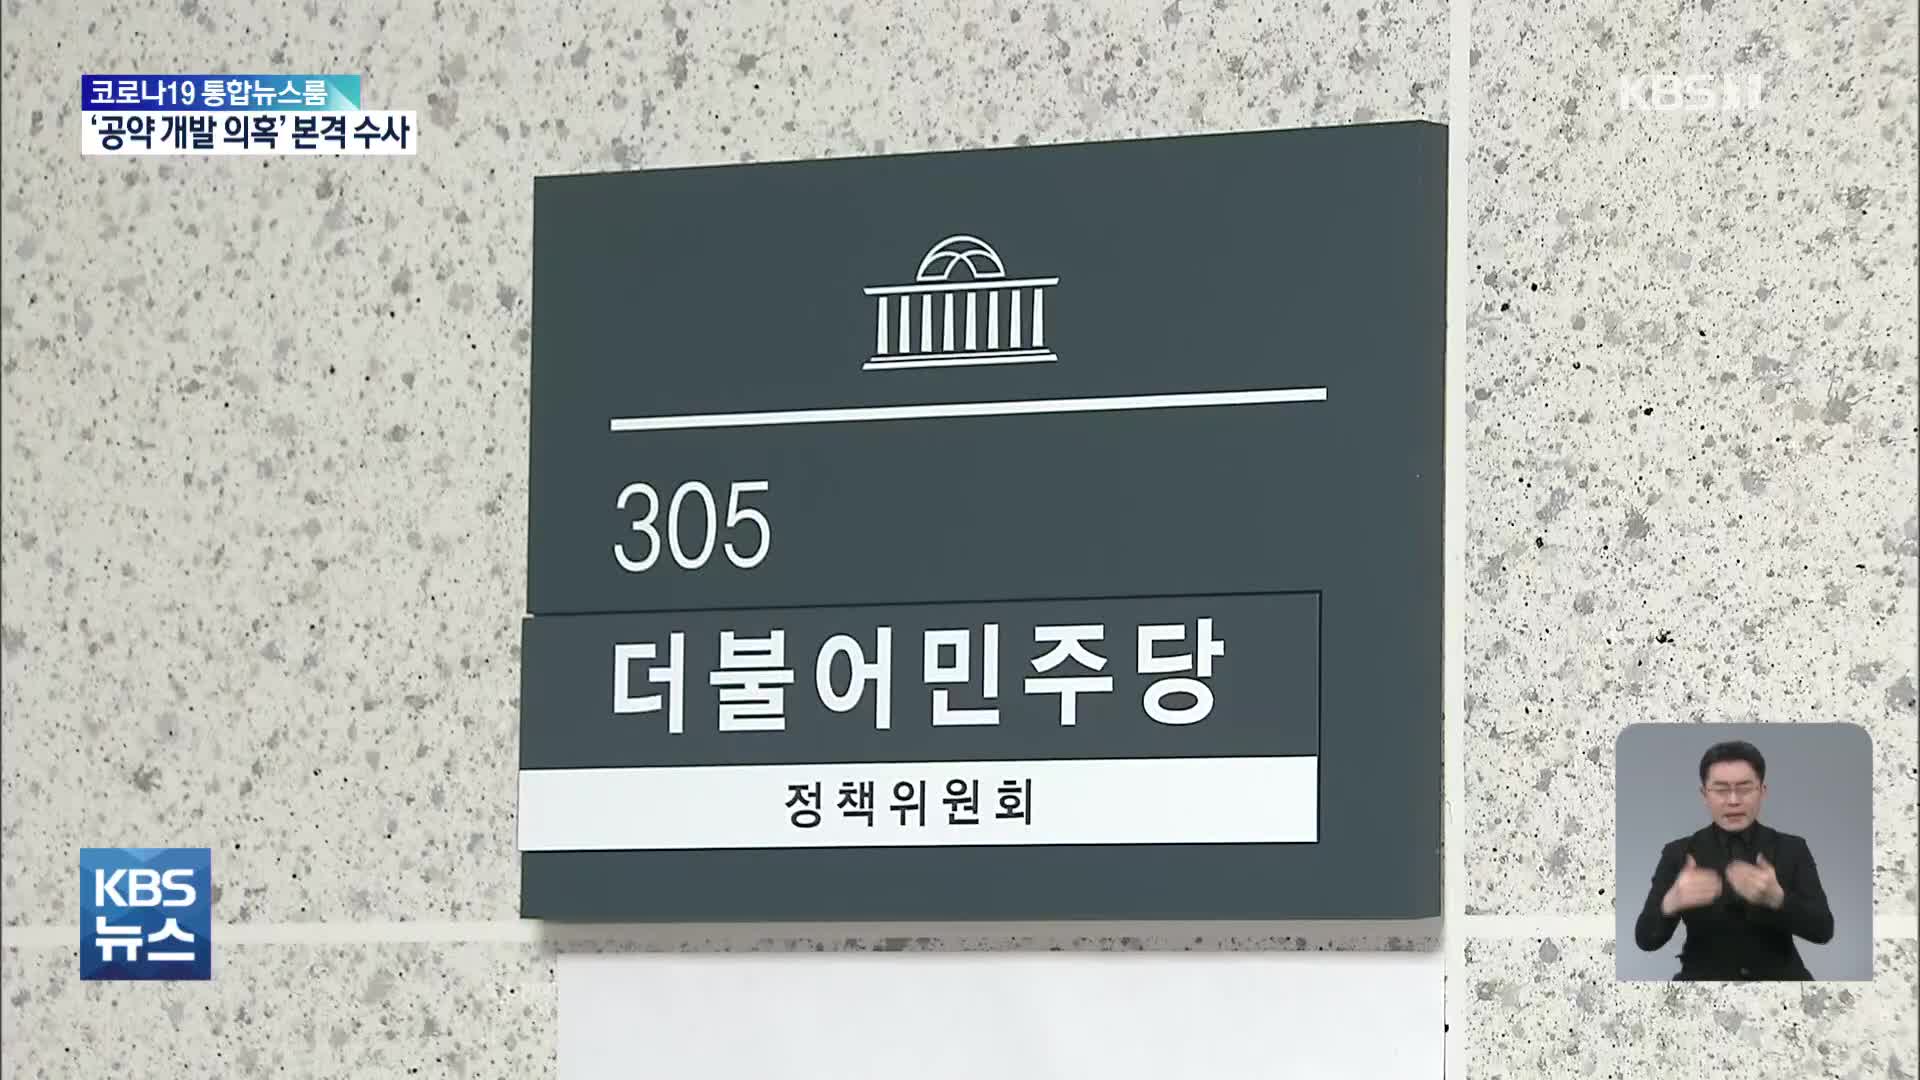 코로나19 통합뉴스룸
‘공약 개발 의혹’ 본격 수사
KBS 1
305
더불어민주당
정책위원회
KBS
뉴스